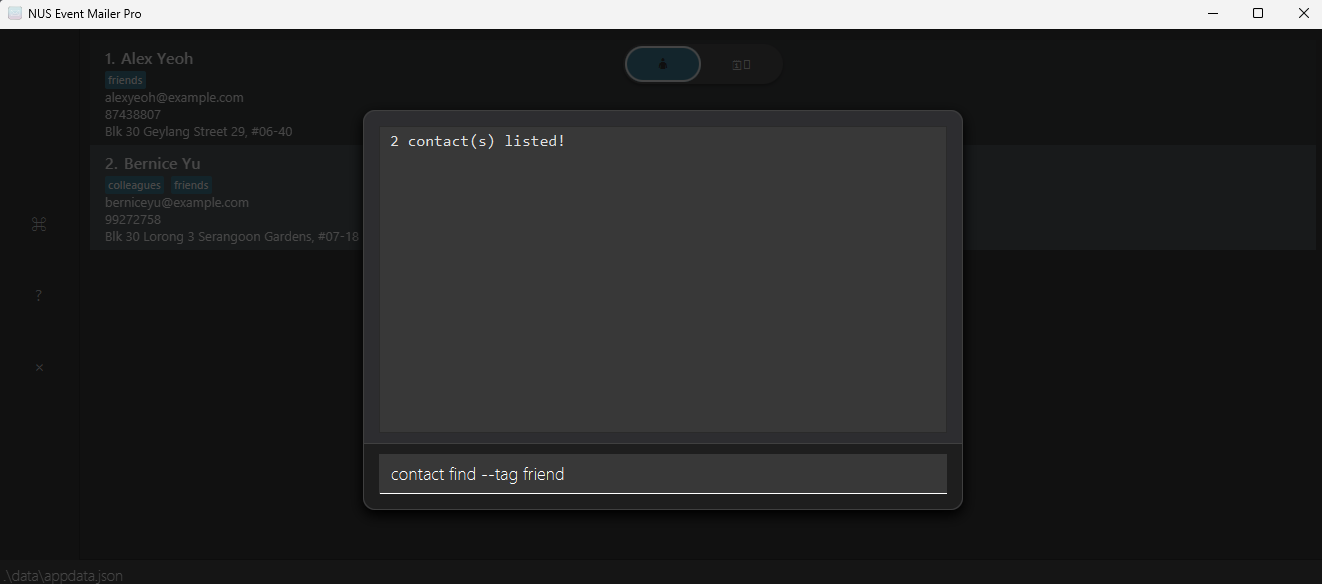 NUS Event Mailer Pro
1. Alex Yeoh
friends
alexyeoh@example.com
87438807
Blk 30 Geylang Street 29, #06-40
2. Bernice Yu
colleagues friends
berniceyu@example.com
99272758
Blk 30 Lorong 3 Serangoon Gardens, #07-18
?
2 contact(s) listed!
contact find --tag friend
.\data\appdata.json